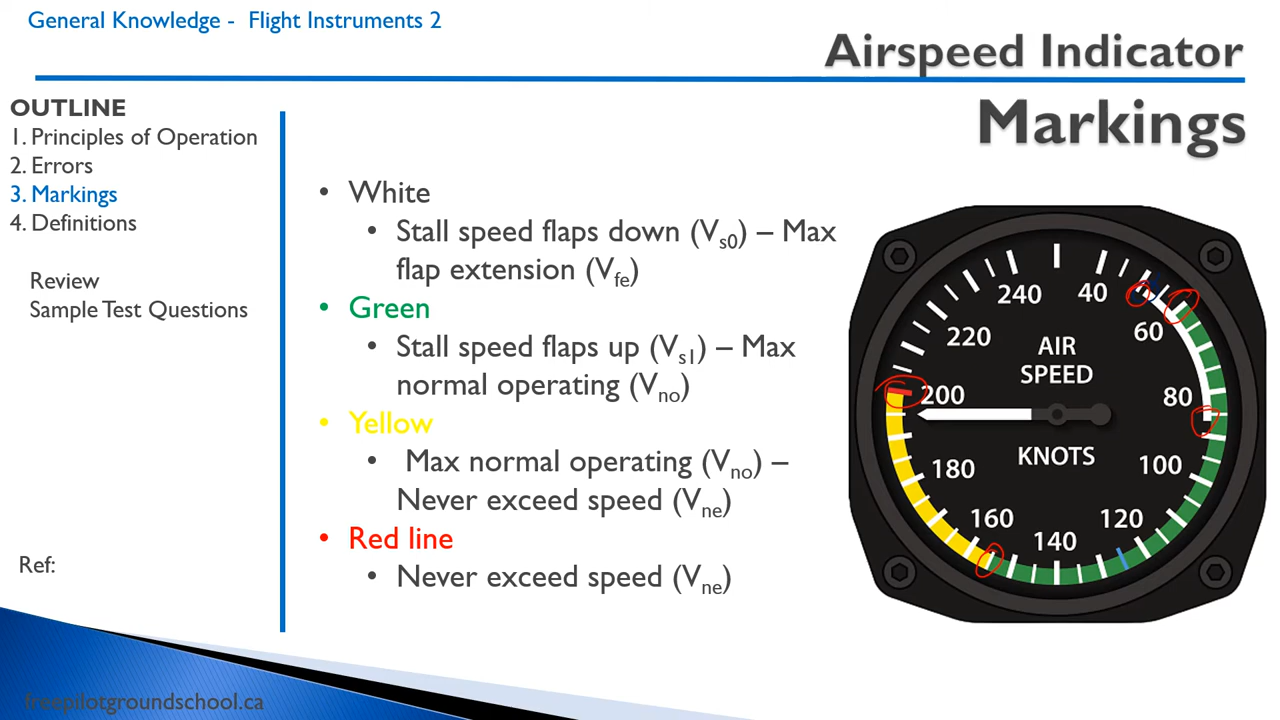 General Knowledge - Flight Instruments 2
Airspeed Indicator
Markings
OUTLINE
1. Principles of Operation
2. Errors
3. Markings
4. Definitions
Review
Sample Test Questions
Ref:
• White
• Stall speed flaps down (Vs0) – Max
flap extension (Vfe)
• Green
• Stall speed flaps up (Vs1) – Max
normal operating (Vno)
• Yellow
• Max normal operating (Vno) –
Never exceed speed (Vne)
• Red line
• Never exceed speed (Vne)
240 40
220 60
AIR
SPEED
200 80
KNOTS
180 100
160 120
140
freepilotgroundschool.ca